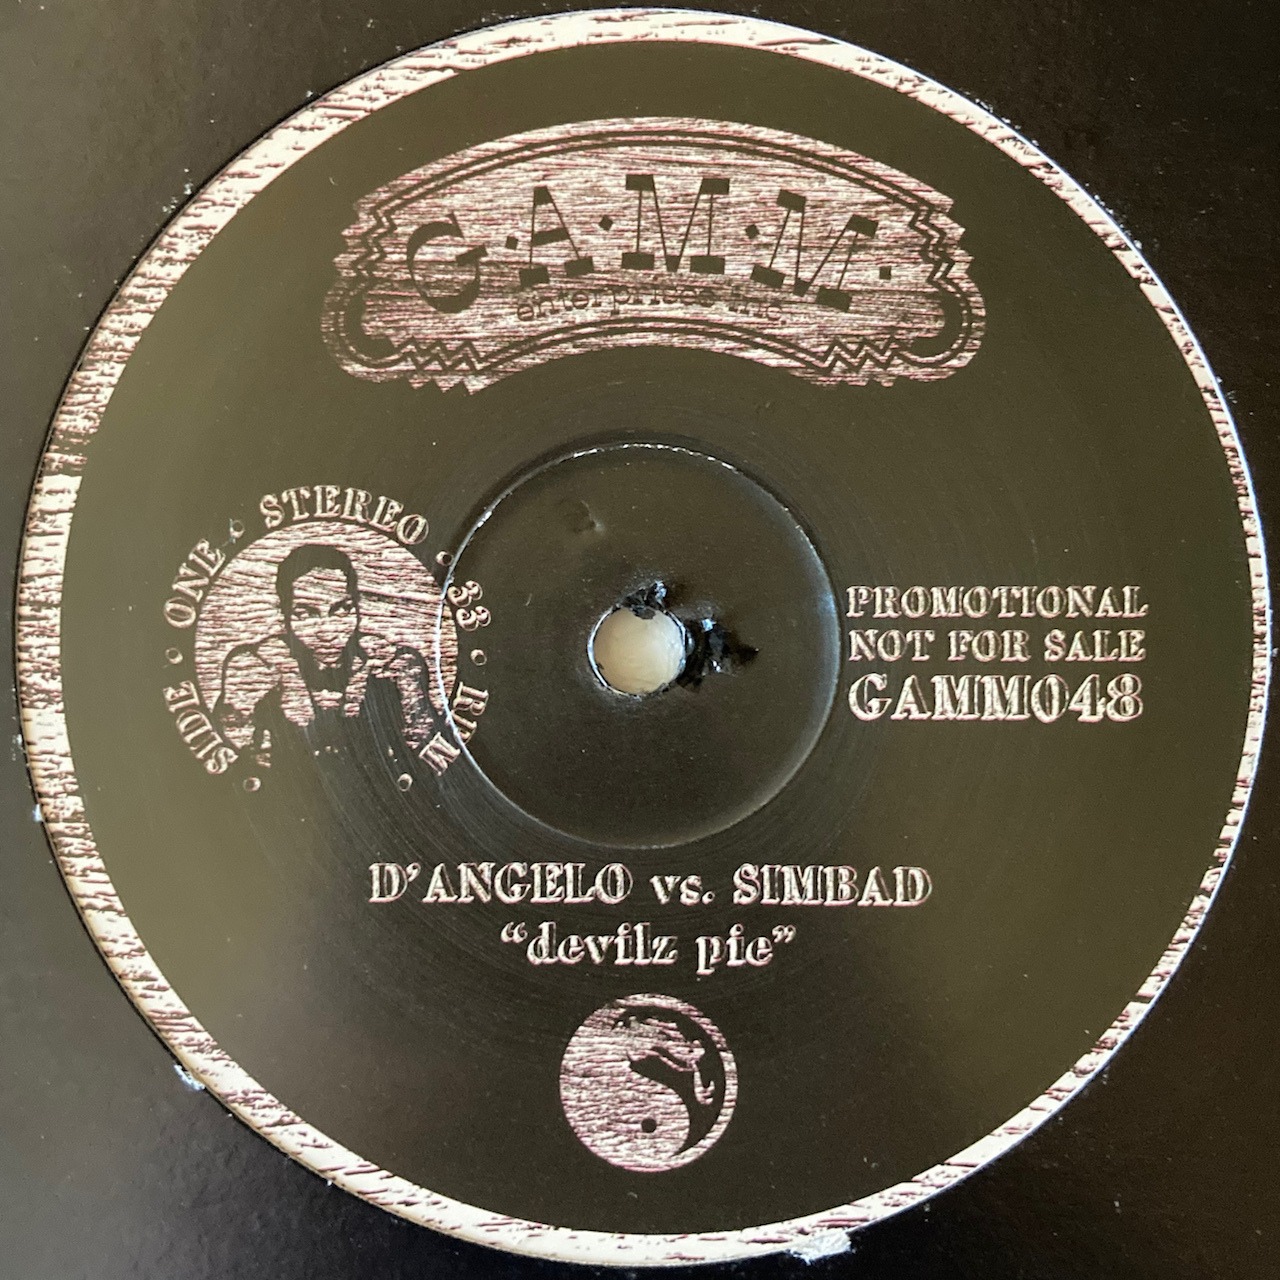 G·A·M·M·
enterprises inc.
SIDE · ONE · STEREO · 33 · RPM ·
PROMOTIONAL
NOT FOR SALE
GAMM048
D'ANGELO vs. SIMBAD
“devilz pie”